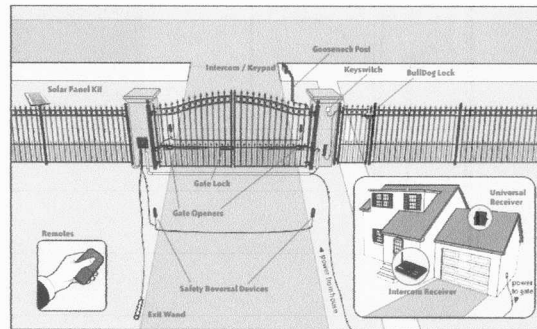 Gooseneck Post
Intercom / Keypad
Keyswitch
BullDog Lock
Solar Panel Kit
Gate Lock
Gate Openers
Universal
Receiver
Remotes
Safety Reversal Devices
power from house
Intercom Receiver
power
to gate
Exit Wand